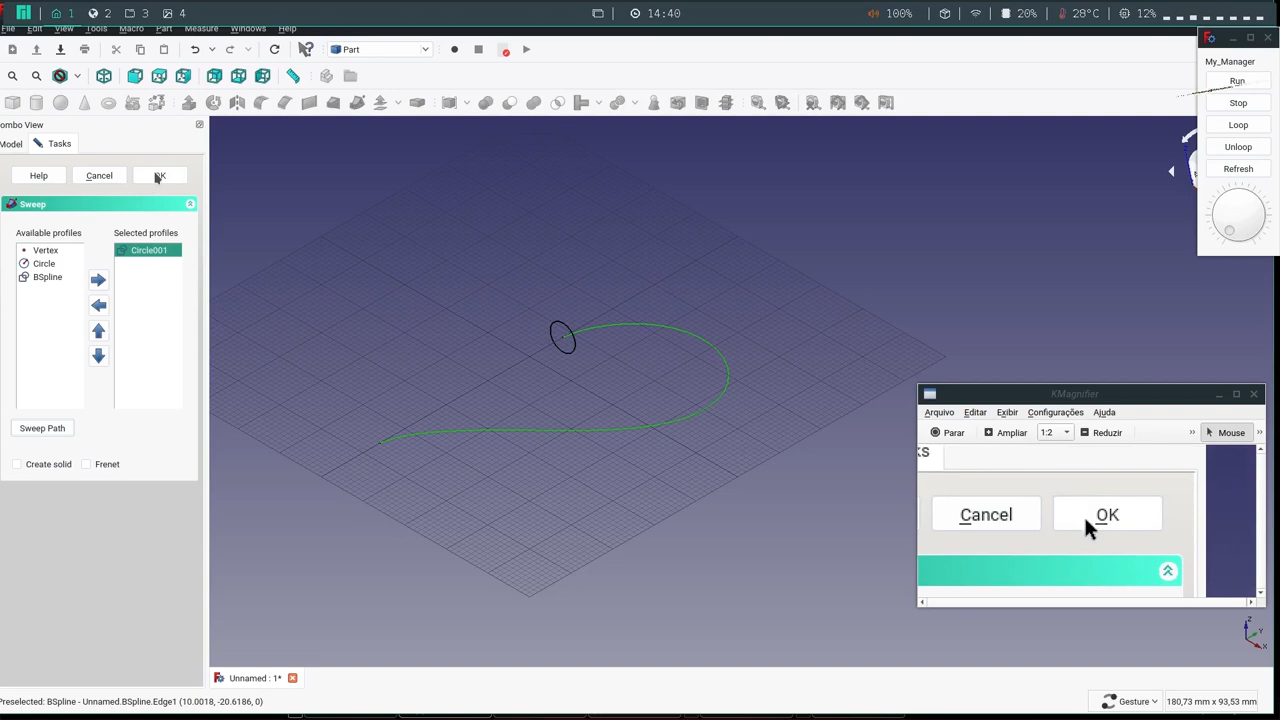 1 2 3 4 14:40 100% 20% 28°C 12%
File Edit View Tools Macro Part Measure Windows Help
Part
My_Manager
Run
Stop
Loop
Unloop
Refresh
ombo View
Model Tasks
Help Cancel OK
Sweep
Available profiles Selected profiles
Vertex
Circle
BSpline
Circle001
Sweep Path
Create solid Frenet
KMagnifier
Arquivo Editar Exibir Configurações Ajuda
Parar Ampliar 1:2 Reduzir » Mouse »
KS
Cancel OK
Z
Y
X
Unnamed : 1*
Preselected: BSpline - Unnamed.BSpline.Edge1 (10.0018, -20.6186, 0)
Gesture 180,73 mm x 93,53 mm